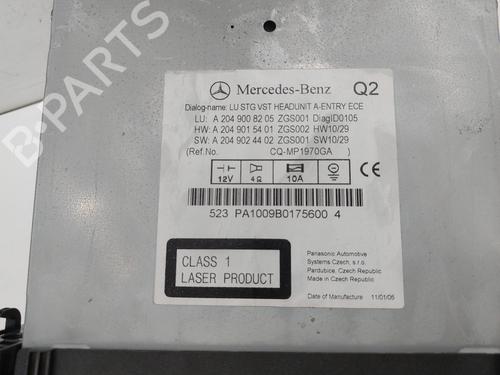 Mercedes-Benz Q2
Dialog-name: LU STG VST HEADUNIT A-ENTRY ECE
LU: A 204 900 82 05 ZGS001 DiagID0105
HW: A 204 901 54 01 ZGS002 HW10/29
SW: A 204 902 44 02 ZGS001 SW10/29
(Ref.No. CQ-MP1970GA )
12V 4Ω 10A
523 PA1009B0175600 4
CLASS 1
LASER PRODUCT
Panasonic Automotive
Systems Czech, s.r.o.
Pardubice, Czech Republic
Made in Czech Republic
Date of Manufacture 11/01/06
B-PARTS